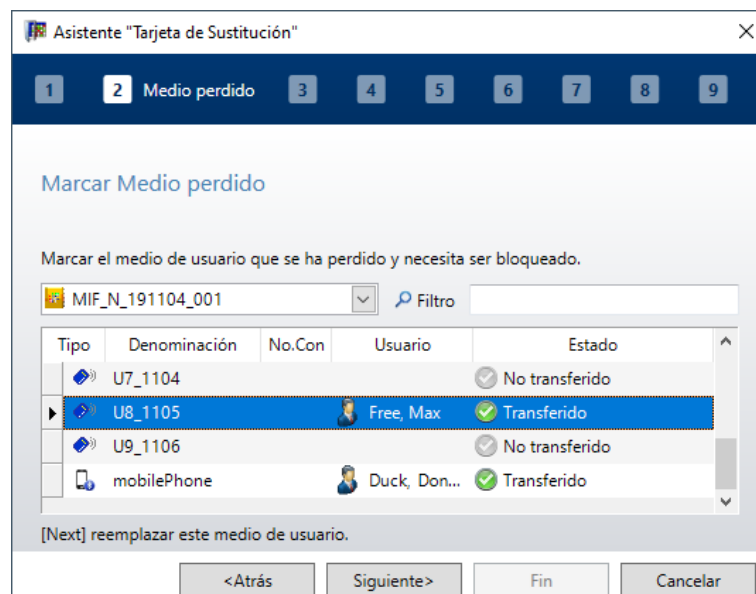 Asistente "Tarjeta de Sustitución"
1 2 Medio perdido 3 4 5 6 7 8 9
Marcar Medio perdido
Marcar el medio de usuario que se ha perdido y necesita ser bloqueado.
MIF_N_191104_001 Filtro
Tipo Denominación No.Con Usuario Estado
U7_1104 No transferido
U8_1105 Free, Max Transferido
U9_1106 No transferido
mobilePhone Duck, Don... Transferido
[Next] reemplazar este medio de usuario.
<Atrás Siguiente> Fin Cancelar